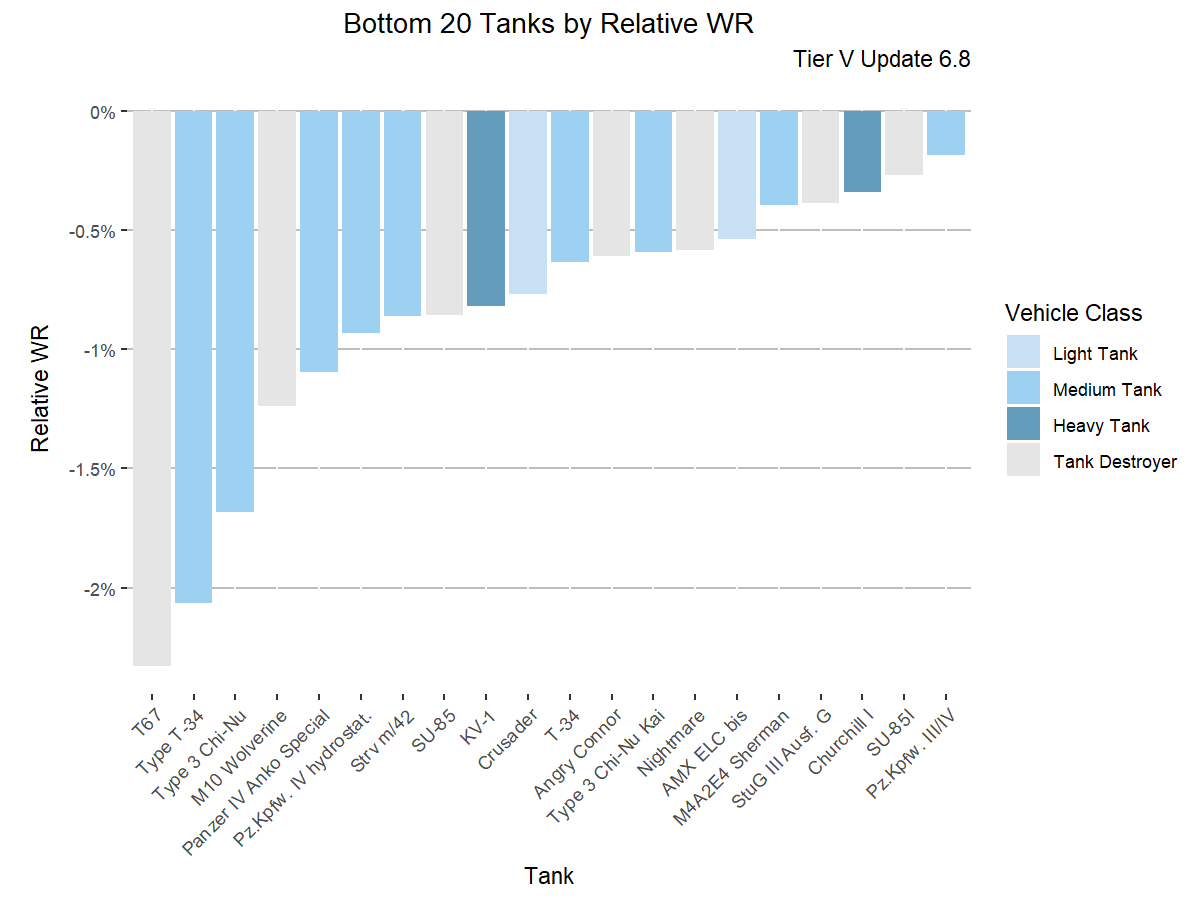 Bottom 20 Tanks by Relative WR
Tier V Update 6.8
0%
-0.5%
-1%
-1.5%
-2%
Relative WR
T67
Type T-34
Type 3 Chi-Nu
M10 Wolverine
Panzer IV Anko Special
Pz.Kpfw. IV hydrostat.
Strv m/42
SU-85
KV-1
Crusader
T-34
Angry Connor
Type 3 Chi-Nu Kai
Nightmare
AMX ELC bis
M4A2E4 Sherman
StuG III Ausf. G
Churchill I
SU-85I
Pz.Kpfw. III/IV
Tank
Vehicle Class
Light Tank
Medium Tank
Heavy Tank
Tank Destroyer